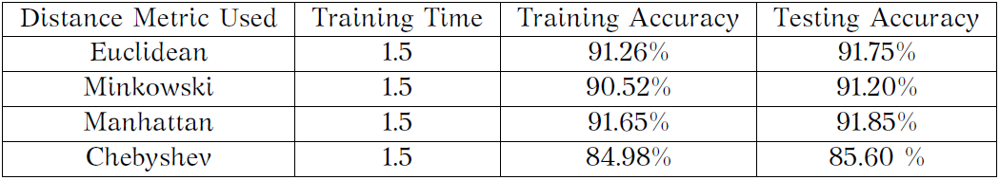 Distance Metric Used Training Time Training Accuracy Testing Accuracy
Euclidean 1.5 91.26% 91.75%
Minkowski 1.5 90.52% 91.20%
Manhattan 1.5 91.65% 91.85%
Chebyshev 1.5 84.98% 85.60 %